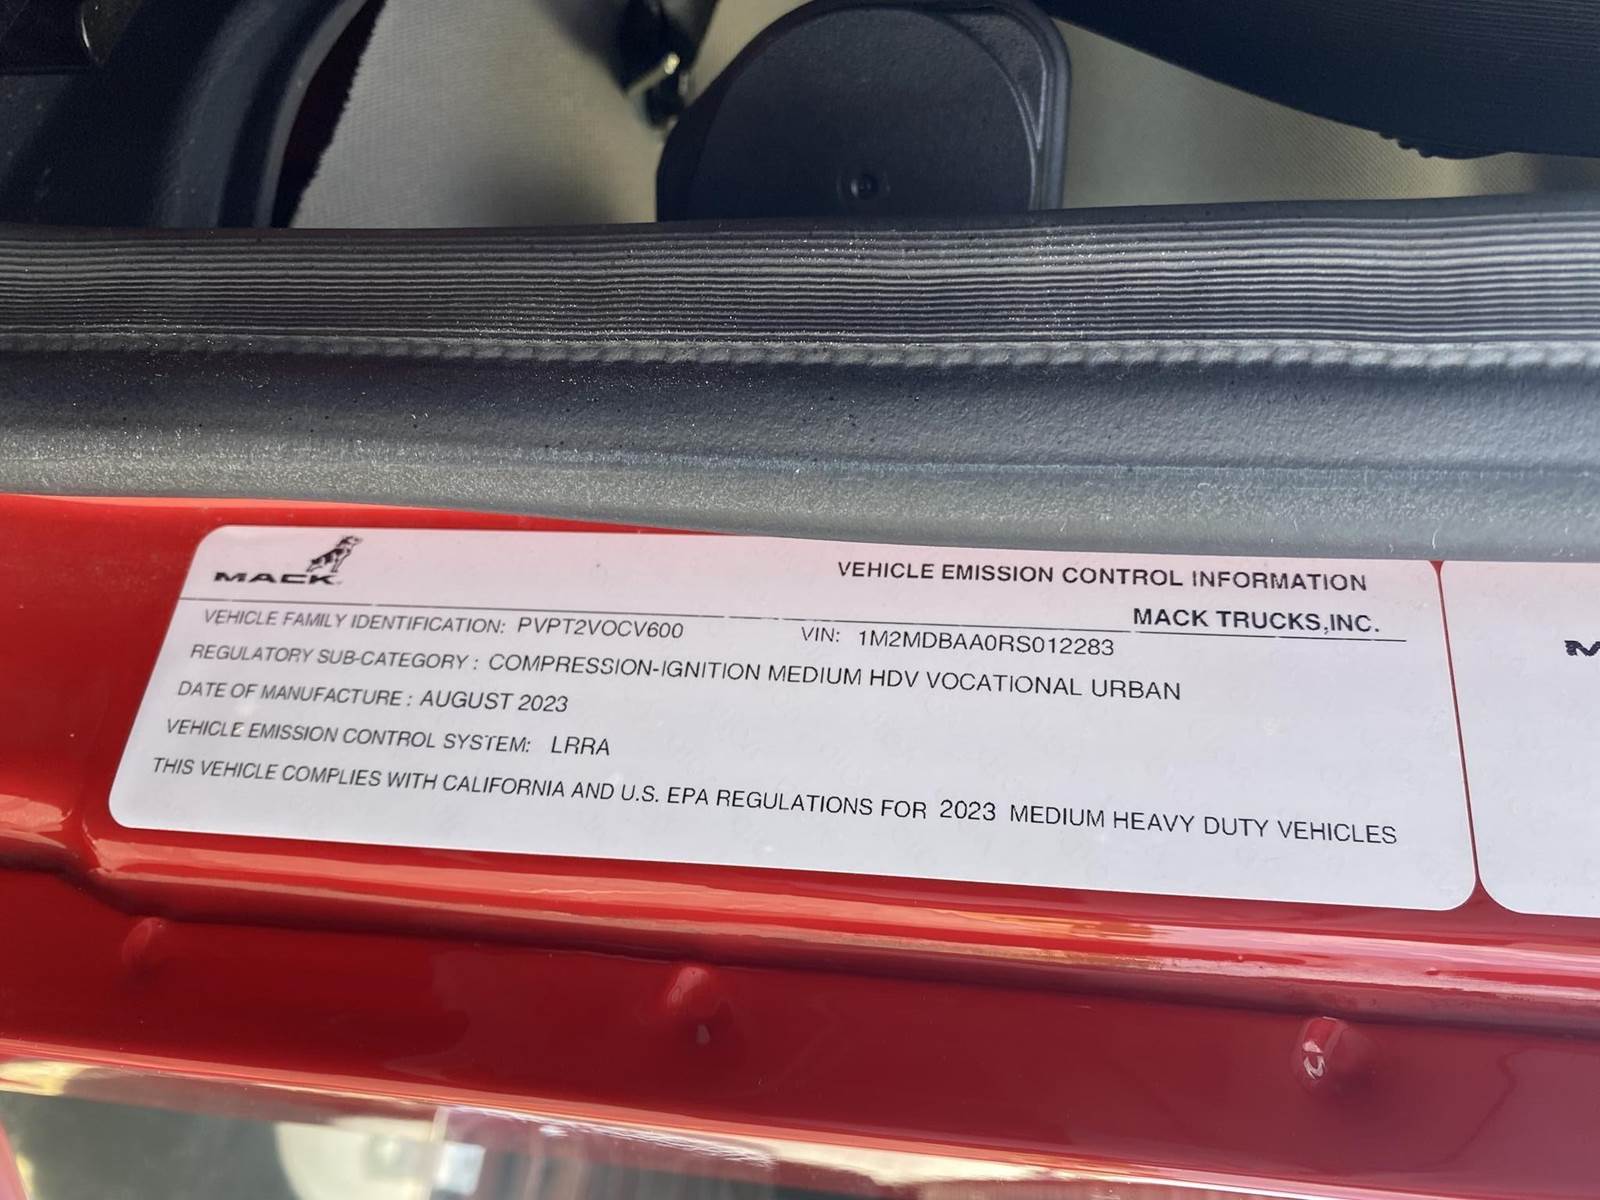 MACK
VEHICLE EMISSION CONTROL INFORMATION
MACK TRUCKS,INC.
VEHICLE FAMILY IDENTIFICATION: PVPT2VOCV600 VIN: 1M2MDBAA0RS012283
REGULATORY SUB-CATEGORY : COMPRESSION-IGNITION MEDIUM HDV VOCATIONAL URBAN
DATE OF MANUFACTURE : AUGUST 2023
VEHICLE EMISSION CONTROL SYSTEM: LRRA
THIS VEHICLE COMPLIES WITH CALIFORNIA AND U.S. EPA REGULATIONS FOR 2023 MEDIUM HEAVY DUTY VEHICLES